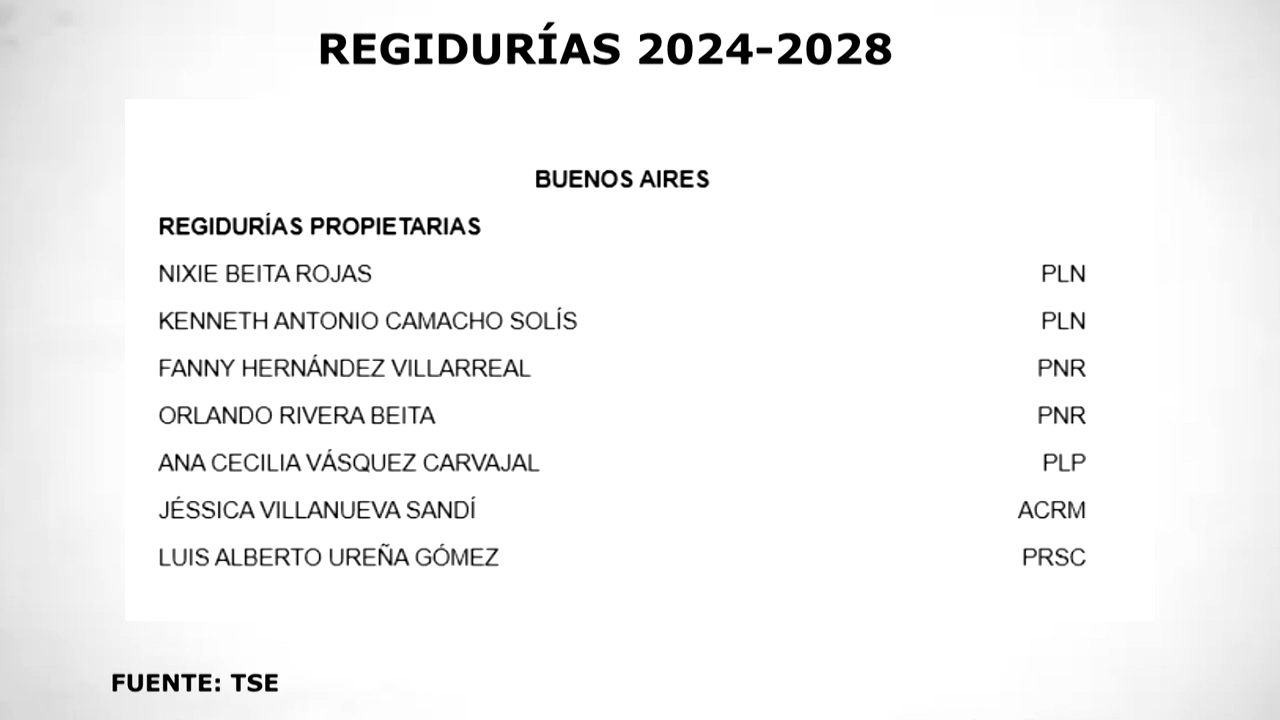 REGIDURÍAS 2024-2028
BUENOS AIRES
REGIDURÍAS PROPIETARIAS
NIXIE BEITA ROJAS PLN
KENNETH ANTONIO CAMACHO SOLÍS PLN
FANNY HERNÁNDEZ VILLARREAL PNR
ORLANDO RIVERA BEITA PNR
ANA CECILIA VÁSQUEZ CARVAJAL PLP
JÉSSICA VILLANUEVA SANDÍ ACRM
LUIS ALBERTO UREÑA GÓMEZ PRSC
FUENTE: TSE